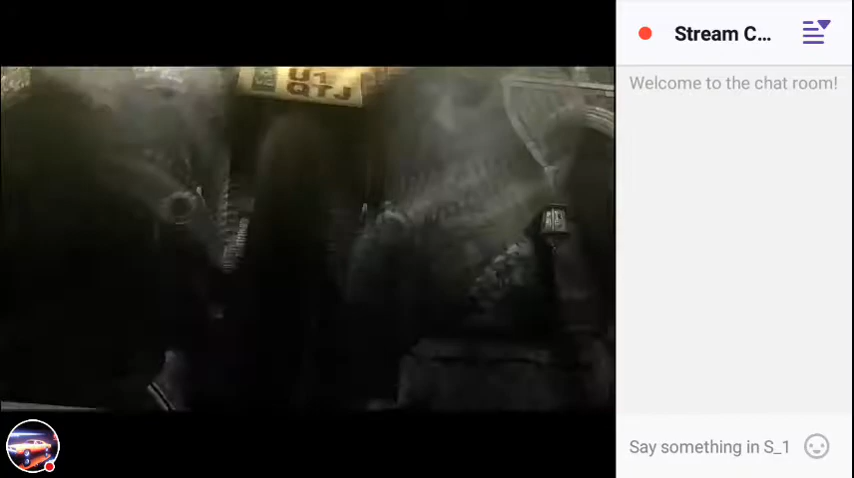 U1
QTJ
Stream C...
Welcome to the chat room!
Say something in S_1